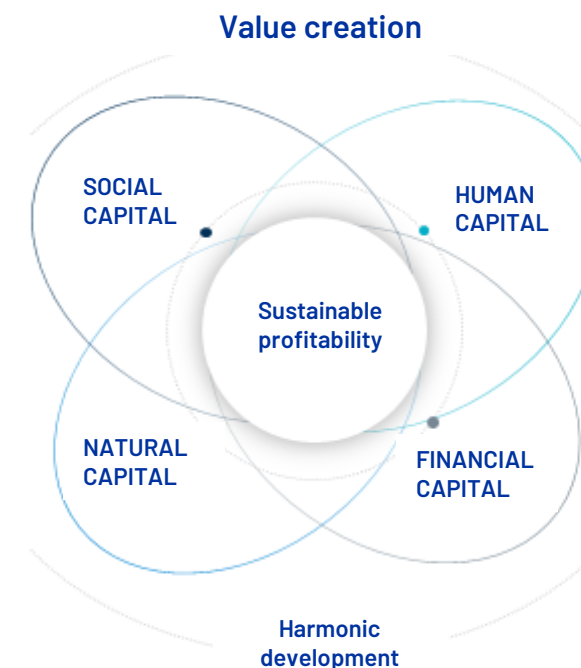 Value creation
SOCIAL
CAPITAL
HUMAN
CAPITAL
Sustainable
profitability
NATURAL
CAPITAL
FINANCIAL
CAPITAL
Harmonic
development